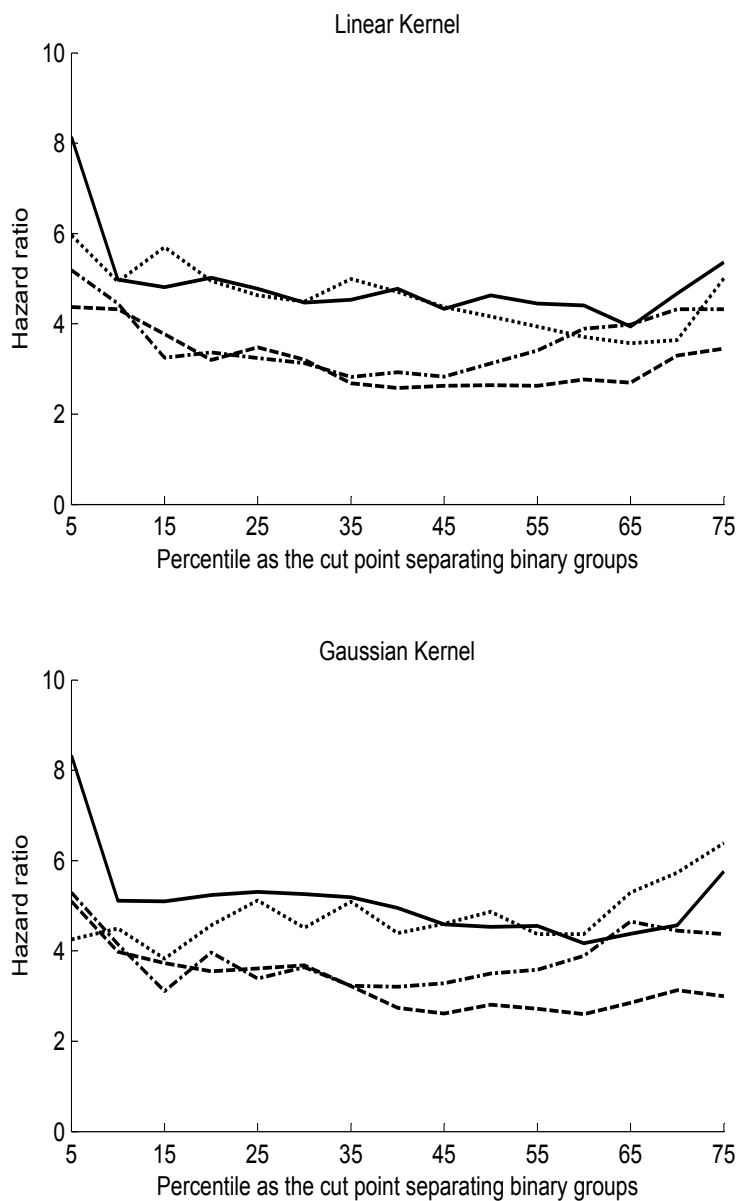 Linear Kernel
10
8
6
4
2
0
Hazard ratio
5 15 25 35 45 55 65 75
Percentile as the cut point separating binary groups
Gaussian Kernel
10
8
6
4
2
0
Hazard ratio
5 15 25 35 45 55 65 75
Percentile as the cut point separating binary groups